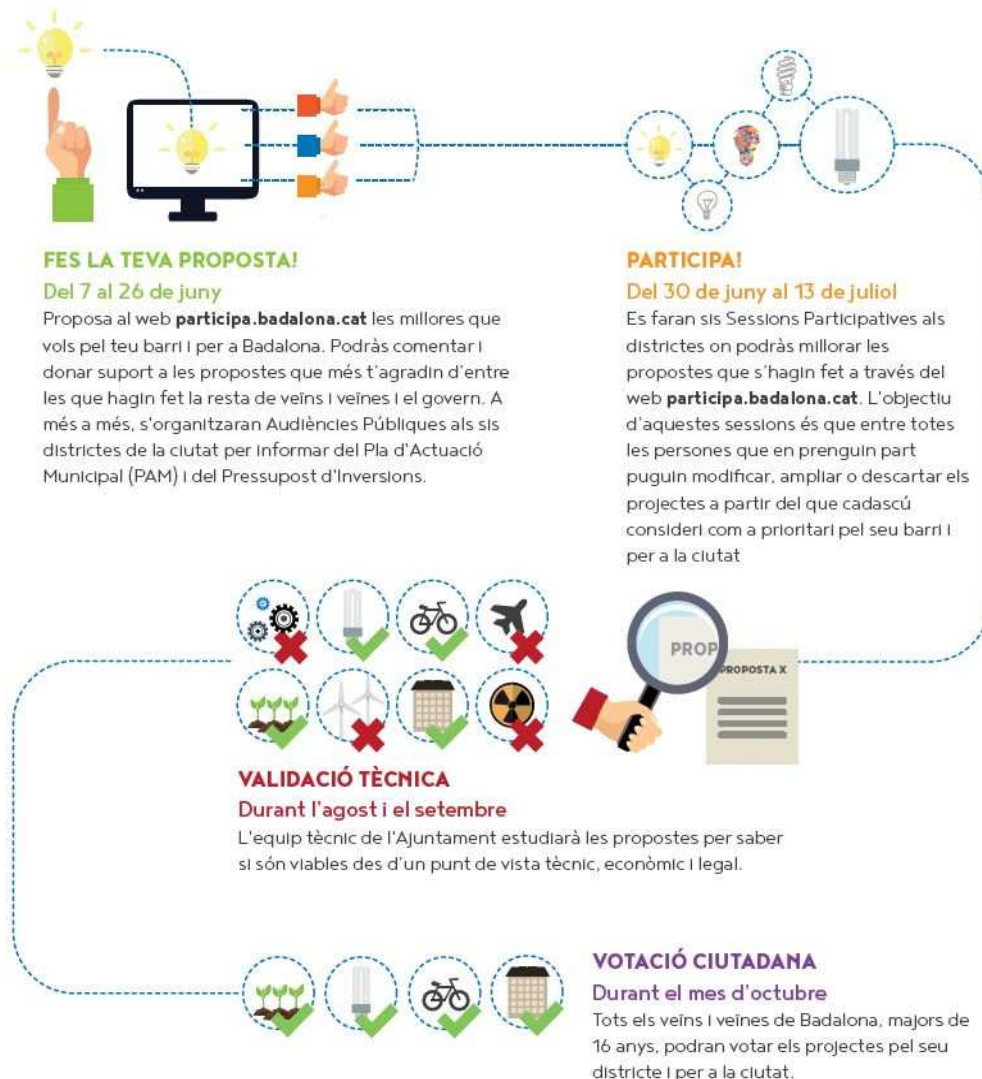 FES LA TEVA PROPOSTA!
Del 7 al 26 de juny
Proposa al web participa.badalona.cat les millores que
vols pel teu barri i per a Badalona. Podràs comentar i
donar suport a les propostes que més t'agradin d'entre
les que hagin fet la resta de veïns i veïnes i el govern. A
més a més, s'organitzaran Audiències Públiques als sis
districtes de la ciutat per informar del Pla d'Actuació
Municipal (PAM) i del Pressupost d'Inversions.
PARTICIPA!
Del 30 de juny al 13 de juliol
Es faran sis Sessions Participatives als
districtes on podràs millorar les
propostes que s'hagin fet a través del
web participa.badalona.cat. L'objectiu
d'aquestes sessions és que entre totes
les persones que en prenguin part
puguin modificar, ampliar o descartar els
projectes a partir del que cadascú
consideri com a prioritari pel seu barri i
per a la ciutat
PROP
PROPOSTA X
VALIDACIÓ TÈCNICA
Durant l'agost i el setembre
L'equip tècnic de l'Ajuntament estudiarà les propostes per saber
si són viables des d'un punt de vista tècnic, econòmic i legal.
VOTACIÓ CIUTADANA
Durant el mes d'octubre
Tots els veïns i veïnes de Badalona, majors de
16 anys, podran votar els projectes pel seu
districte i per a la ciutat.